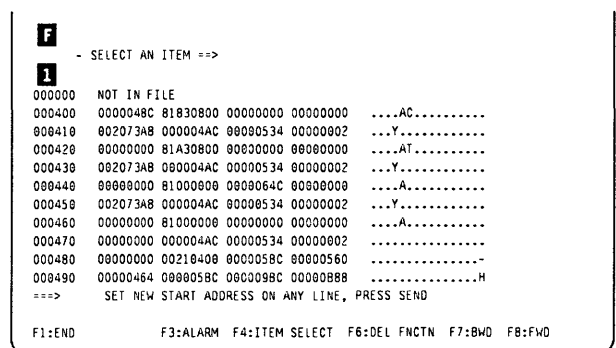 F
- SELECT AN ITEM ==>
1
000000 NOT IN FILE
000400 0000048C 81830800 00000000 00000000 ....AC..........
000410 002073A8 000004AC 00000534 00000002 ...Y............
000420 00000000 81A30800 00000000 00000000 ....AT..........
000430 002073A8 000004AC 00000534 00000002 ...Y............
000440 00000000 81000000 0000064C 00000000 ....A...........
000450 002073A8 000004AC 00000534 00000002 ...Y............
000460 00000000 81000000 00000000 00000000 ....A...........
000470 00000000 000004AC 00000534 00000002 ................
000480 00000000 00210400 0000058C 00000560 ...............-
000490 00000464 0000058C 0000098C 00000888 ...............H
===> SET NEW START ADDRESS ON ANY LINE, PRESS SEND
F1:END F3:ALARM F4:ITEM SELECT F6:DEL FNCTN F7:BWD F8:FWD